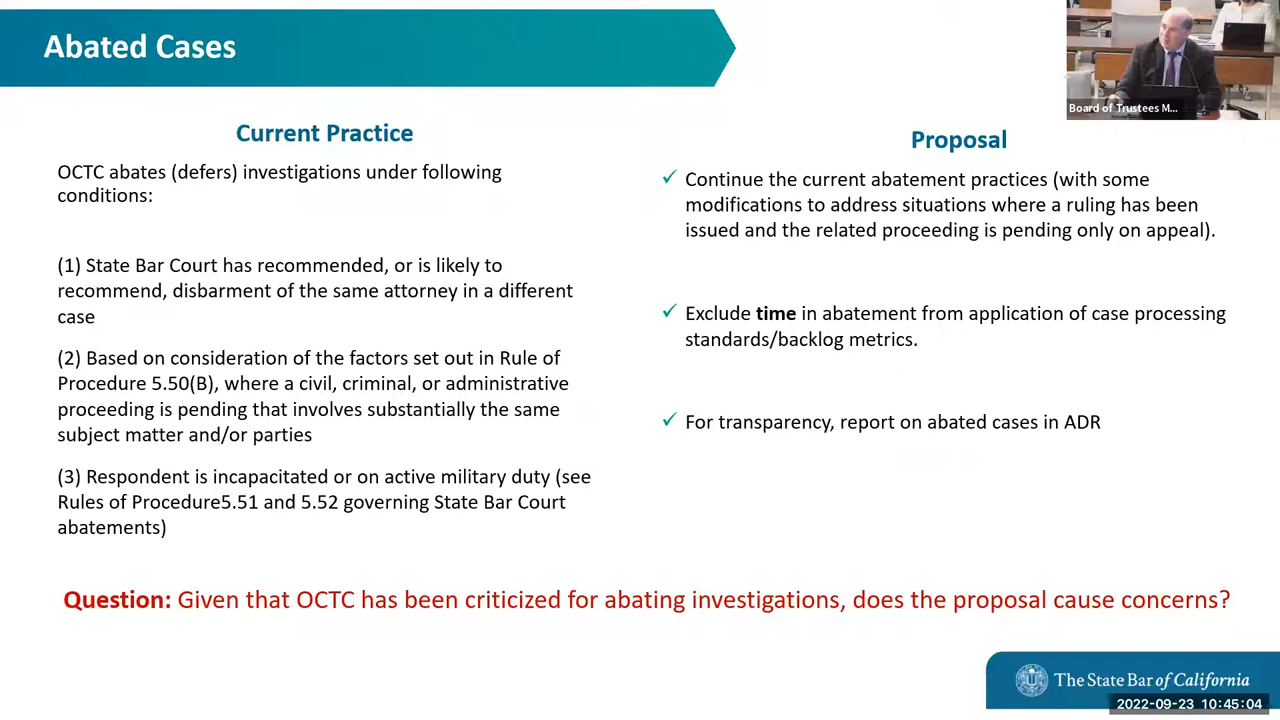 Abated Cases
Board of Trustees M...
Current Practice
OCTC abates (defers) investigations under following
conditions:
(1) State Bar Court has recommended, or is likely to
recommend, disbarment of the same attorney in a different
case
(2) Based on consideration of the factors set out in Rule of
Procedure 5.50(B), where a civil, criminal, or administrative
proceeding is pending that involves substantially the same
subject matter and/or parties
(3) Respondent is incapacitated or on active military duty (see
Rules of Procedure5.51 and 5.52 governing State Bar Court
abatements)
Proposal
✓ Continue the current abatement practices (with some
modifications to address situations where a ruling has been
issued and the related proceeding is pending only on appeal).
✓ Exclude time in abatement from application of case processing
standards/backlog metrics.
✓ For transparency, report on abated cases in ADR
Question: Given that OCTC has been criticized for abating investigations, does the proposal cause concerns?
The State Bar of California
2022-09-23 10:45:04